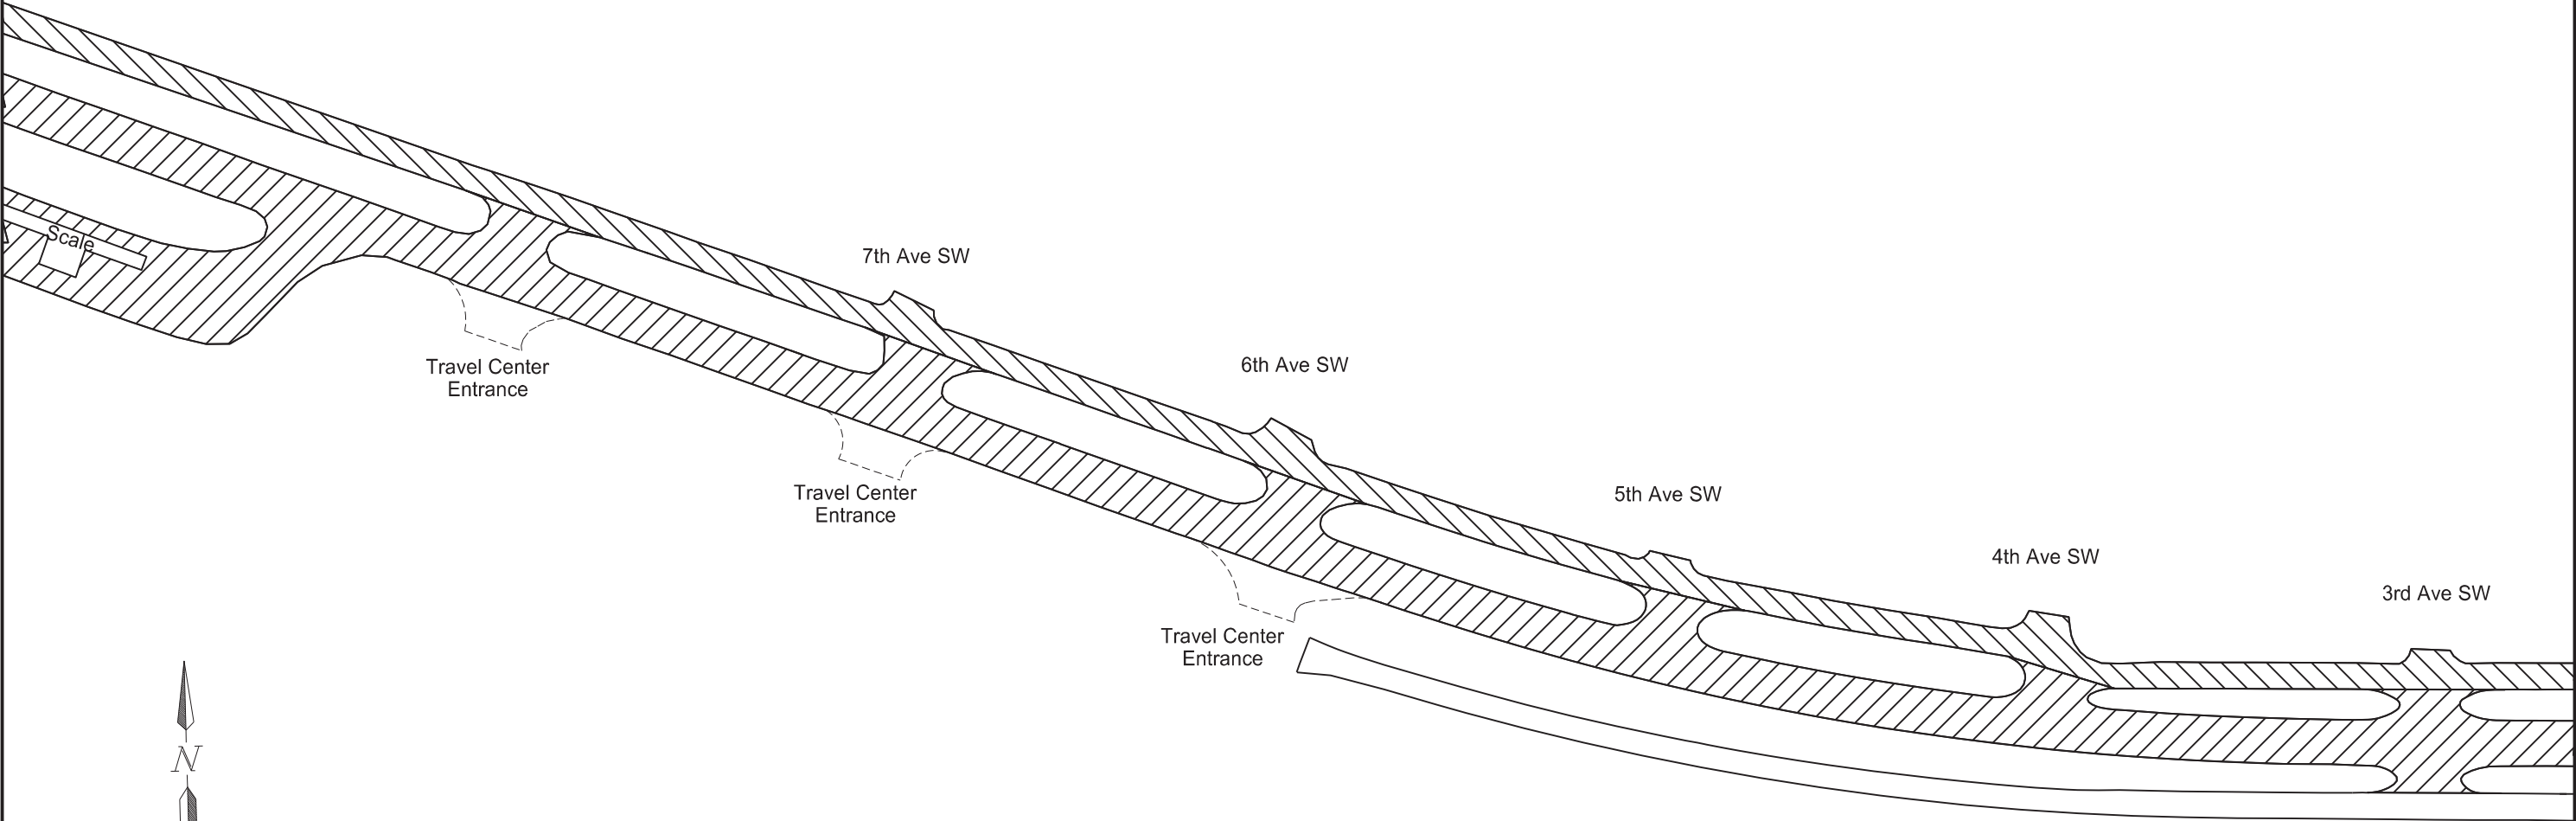 Scale
7th Ave SW
6th Ave SW
Travel Center
Entrance
5th Ave SW
Travel Center
Entrance
4th Ave SW
3rd Ave SW
Travel Center
Entrance
N